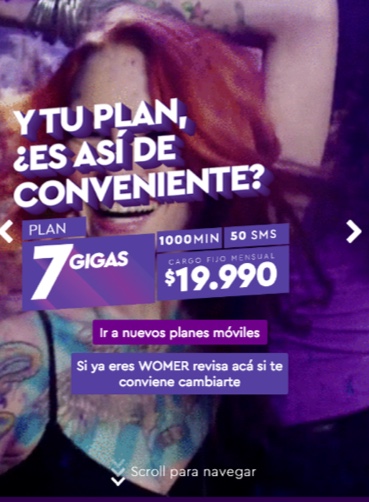 Y TU PLAN,
¿ES ASÍ DE
CONVENIENTE?
PLAN
7 GIGAS
1000MIN 50 SMS
CARGO FIJO MENSUAL
$19.990
Ir a nuevos planes móviles
Si ya eres WOMER revisa acá si te
conviene cambiarte
Scroll para navegar